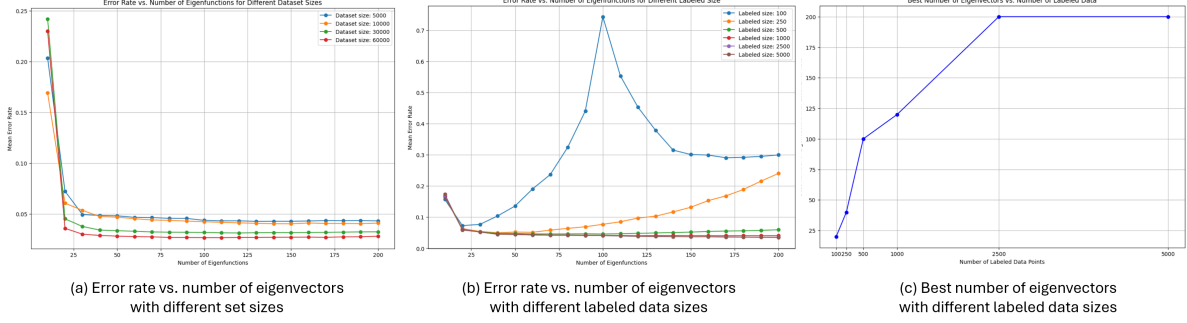 Error Rate vs. Number of Eigenfunctions for Different Dataset Sizes
Dataset size: 5000
Dataset size: 10000
Dataset size: 30000
Dataset size: 60000
0.25
0.20
0.15
0.10
0.05
Mean Error Rate
25 50 75 100 125 150 175 200
Number of Eigenfunctions
(a) Error rate vs. number of eigenvectors
with different set sizes
Error Rate vs. Number of Eigenfunctions for Different Labeled Size
Labeled size: 100
Labeled size: 250
Labeled size: 500
Labeled size: 1000
Labeled size: 2500
Labeled size: 5000
0.7
0.6
0.5
0.4
0.3
0.2
0.1
0.0
Mean Error Rate
25 50 75 100 125 150 175 200
Number of Eigenfunctions
(b) Error rate vs. number of eigenvectors
with different labeled data sizes
Best Number of Eigenvectors vs. Number of Labeled Data
200
175
150
125
100
75
50
25
100 250 500 1000 2500 5000
Number of Labeled Data Points
(c) Best number of eigenvectors
with different labeled data sizes